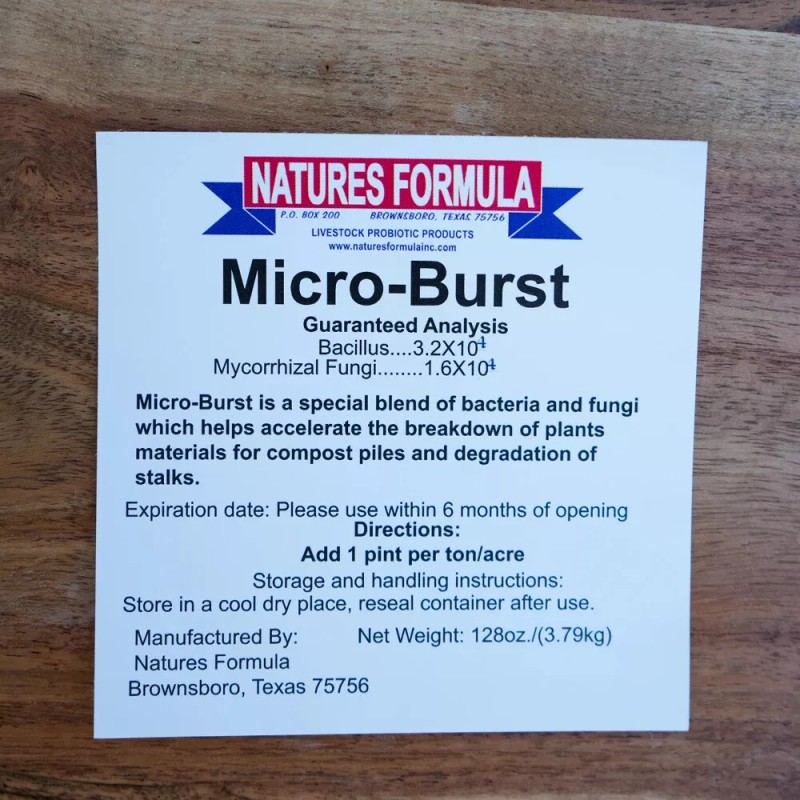 NATURES FORMULA
P.O. BOX 200 BROWNSBORO, TEXAS 75756
LIVESTOCK PROBIOTIC PRODUCTS
www.naturesformulainc.com
Micro-Burst
Guaranteed Analysis
Bacillus....3.2X10
Mycorrhizal Fungi........1.6X10
Micro-Burst is a special blend of bacteria and fungi
which helps accelerate the breakdown of plants
materials for compost piles and degradation of
stalks.
Expiration date: Please use within 6 months of opening
Directions:
Add 1 pint per ton/acre
Storage and handling instructions:
Store in a cool dry place, reseal container after use.
Manufactured By: Net Weight: 128oz./(3.79kg)
Natures Formula
Brownsboro, Texas 75756